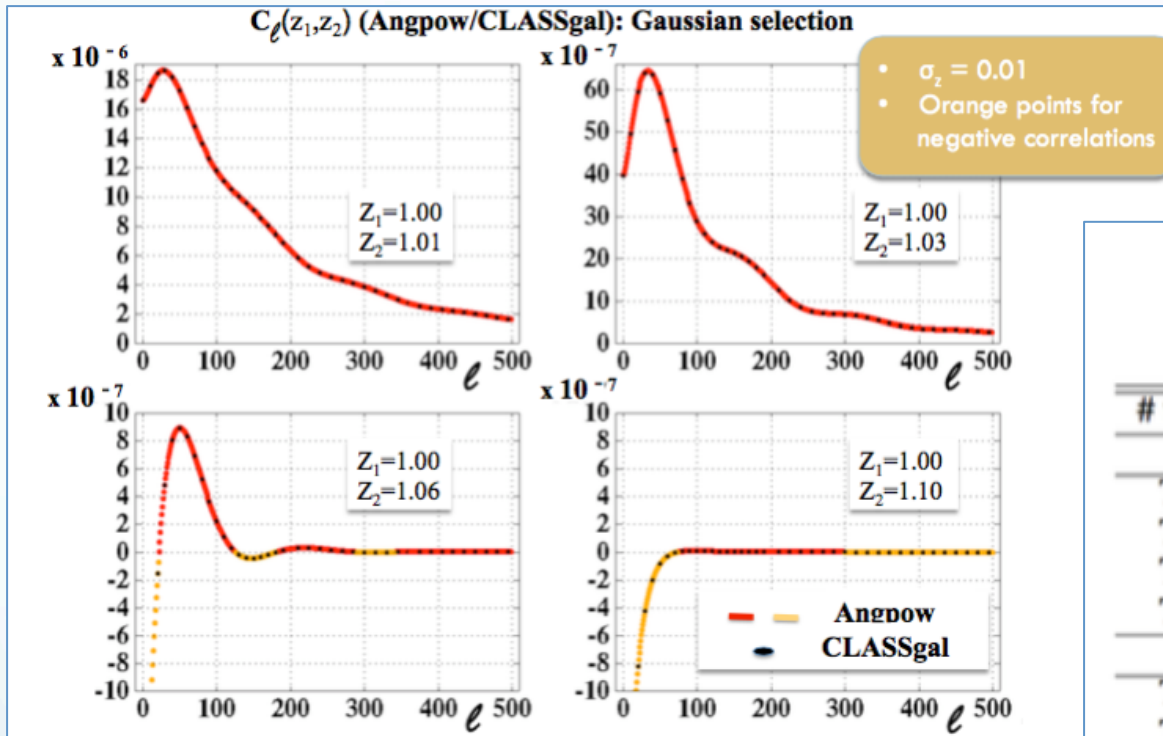 C_ℓ(z₁,z₂) (Angpow/CLASSgal): Gaussian selection
x 10⁻⁶
18
16
14
12
10
8
6
4
2
0
0 100 200 300 400 500
ℓ
Z₁=1.00
Z₂=1.01
x 10⁻⁷
60
50
40
30
20
10
0
0 100 200 300 400 500
ℓ
Z₁=1.00
Z₂=1.03
• σ_z = 0.01
• Orange points for
negative correlations
#
x 10⁻⁷
10
8
6
4
2
0
-2
-4
-6
-8
-10
0 100 200 300 400 500
ℓ
Z₁=1.00
Z₂=1.06
x 10⁻⁷
10
8
6
4
2
0
-2
-4
-6
-8
-10
0 100 200 300 400 500
ℓ
Z₁=1.00
Z₂=1.10
Angpow
CLASSgal